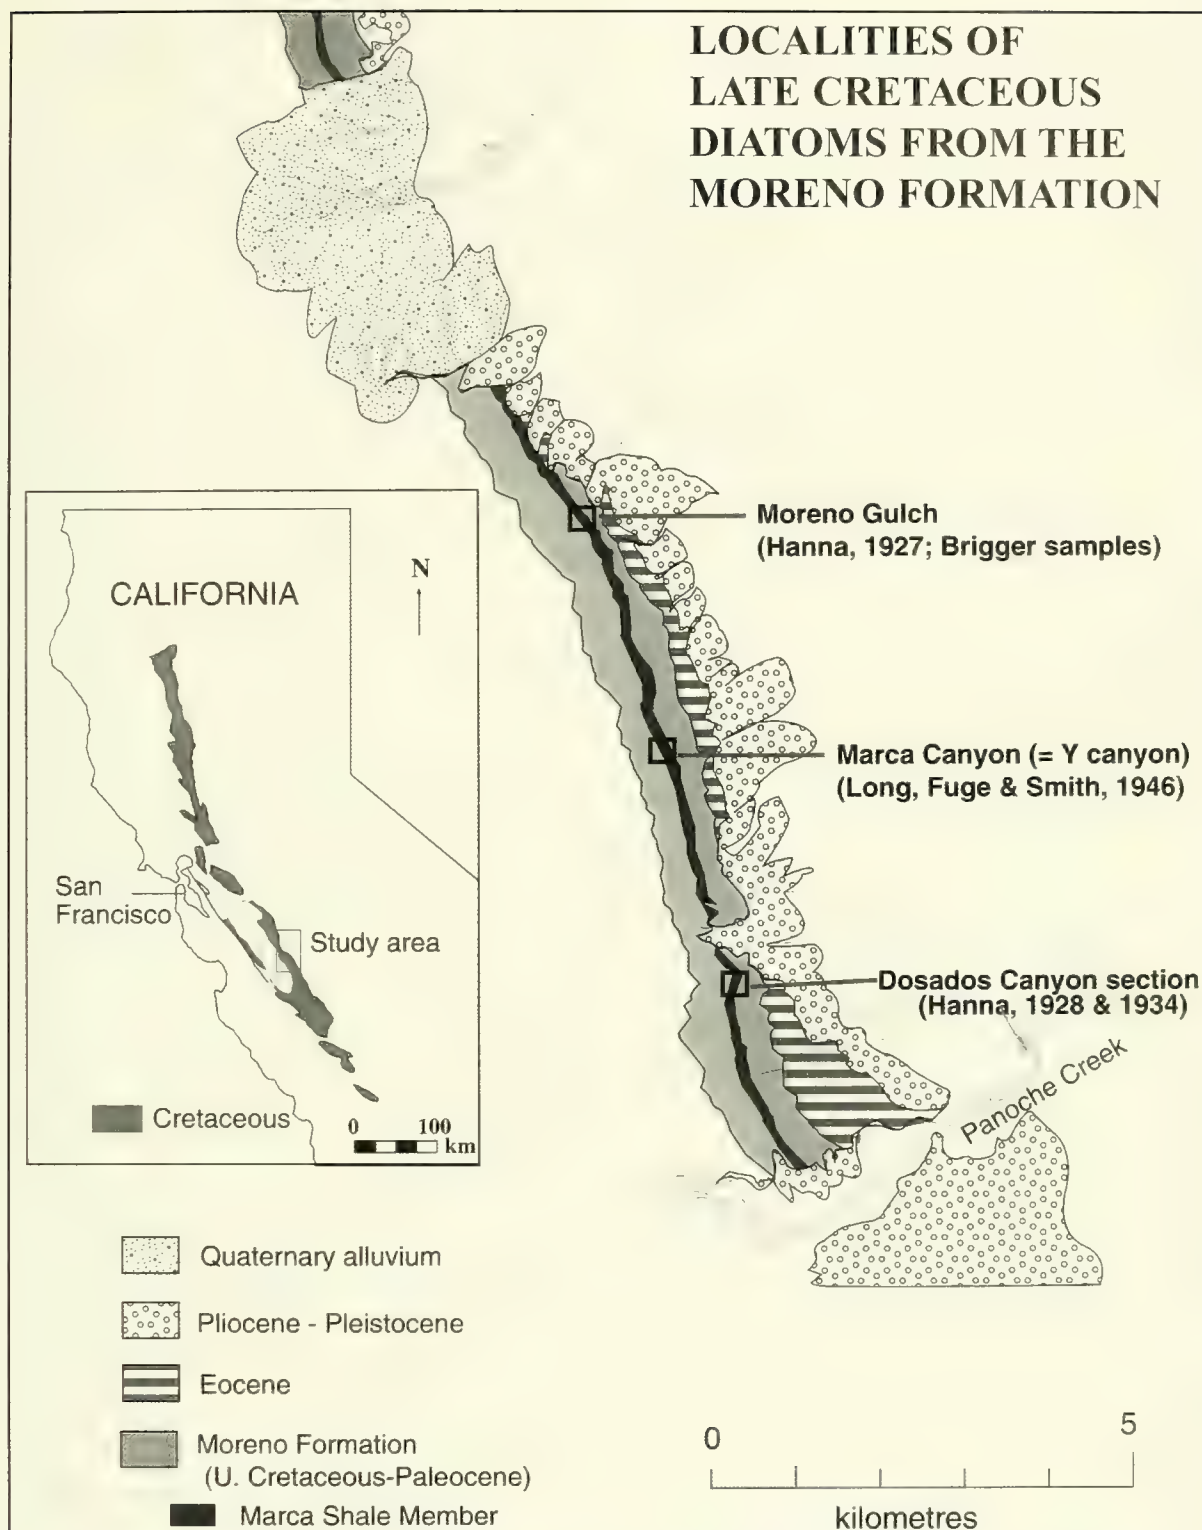 LOCALITIES OF
LATE CRETACEOUS
DIATOMS FROM THE
MORENO FORMATION
Moreno Gulch
(Hanna, 1927; Brigger samples)
Marca Canyon (= Y canyon)
(Long, Fuge & Smith, 1946)
Dosados Canyon section
(Hanna, 1928 & 1934)
Panoche Creek
N
CALIFORNIA
San
Francisco
Study area
Cretaceous
0 100
km
Quaternary alluvium
Pliocene - Pleistocene
Eocene
Moreno Formation
(U. Cretaceous-Paleocene)
Marca Shale Member
0 5
kilometres